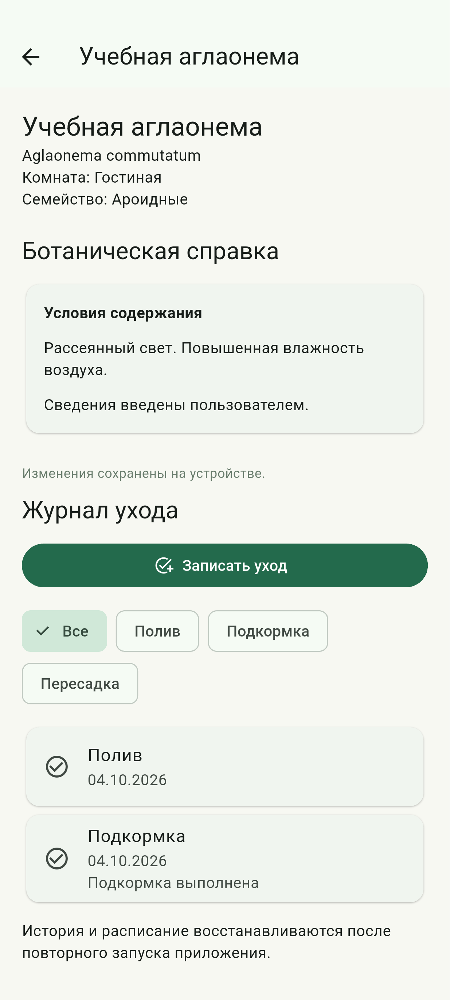 Учебная аглаонема
Учебная аглаонема
Aglaonema commutatum
Комната: Гостиная
Семейство: Ароидные
Ботаническая справка
Условия содержания
Рассеянный свет. Повышенная влажность
воздуха.
Сведения введены пользователем.
Изменения сохранены на устройстве.
Журнал ухода
Записать уход
Все
Полив
Подкормка
Пересадка
Полив
04.10.2026
Подкормка
04.10.2026
Подкормка выполнена
История и расписание восстанавливаются после
повторного запуска приложения.